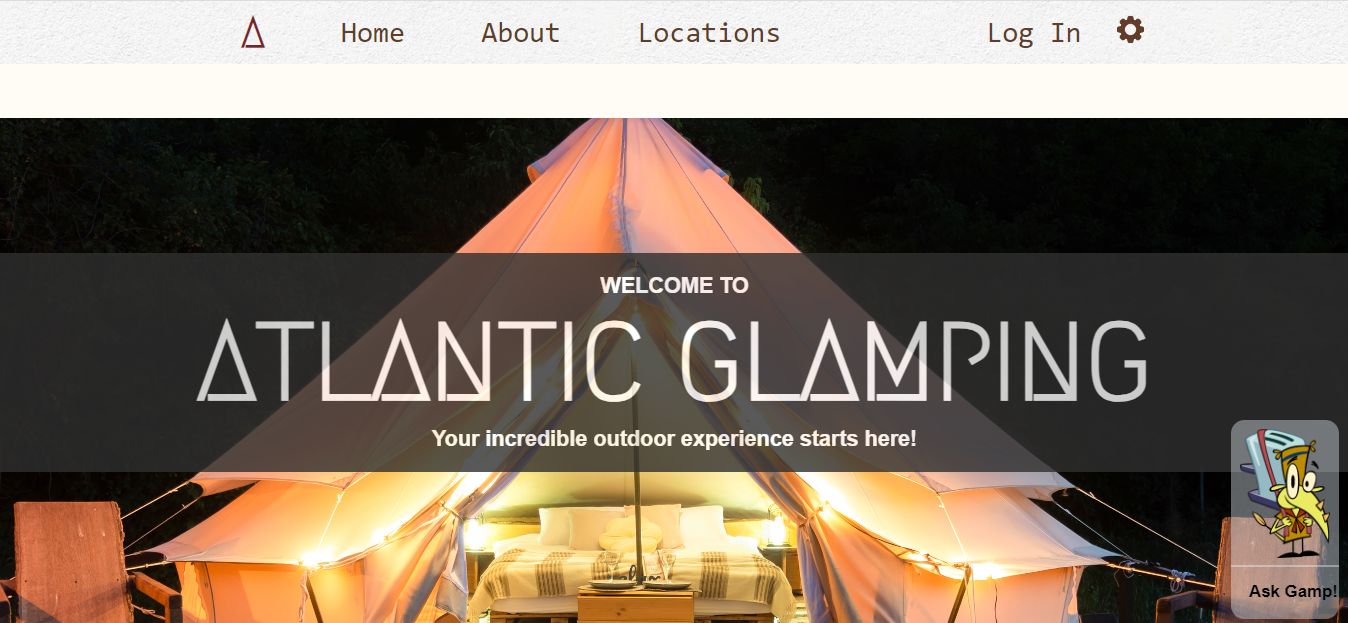 Home About Locations Log In
WELCOME TO
ATLANTIC GLAMPING
Your incredible outdoor experience starts here!
Ask Gamp!